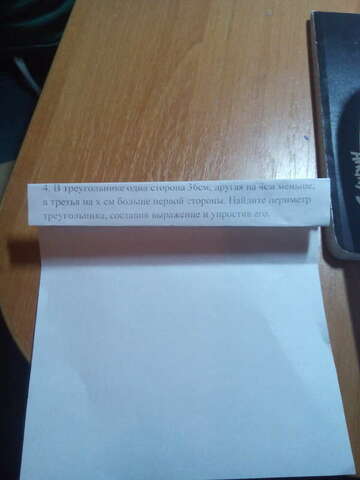 4. В треугольнике одна сторона 36см, другая на 4см меньше,
а третья на х см больше первой стороны. Найдите периметр
треугольника, составив выражение и упростив его.